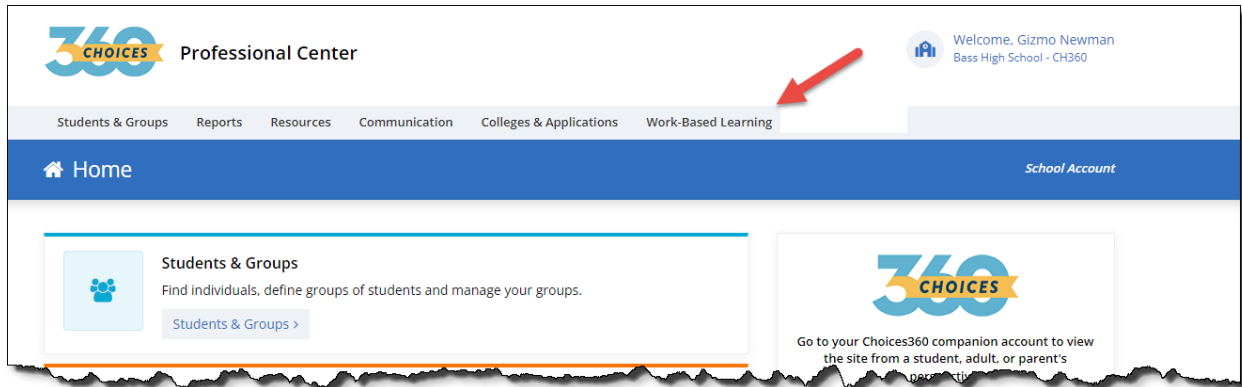 360
CHOICES
Professional Center
Welcome, Gizmo Newman
Bass High School - CH360
Students & Groups Reports Resources Communication Colleges & Applications Work-Based Learning
Home
School Account
Students & Groups
Find individuals, define groups of students and manage your groups.
Students & Groups >
360
CHOICES
Go to your Choices360 companion account to view
the site from a student, adult, or parent's